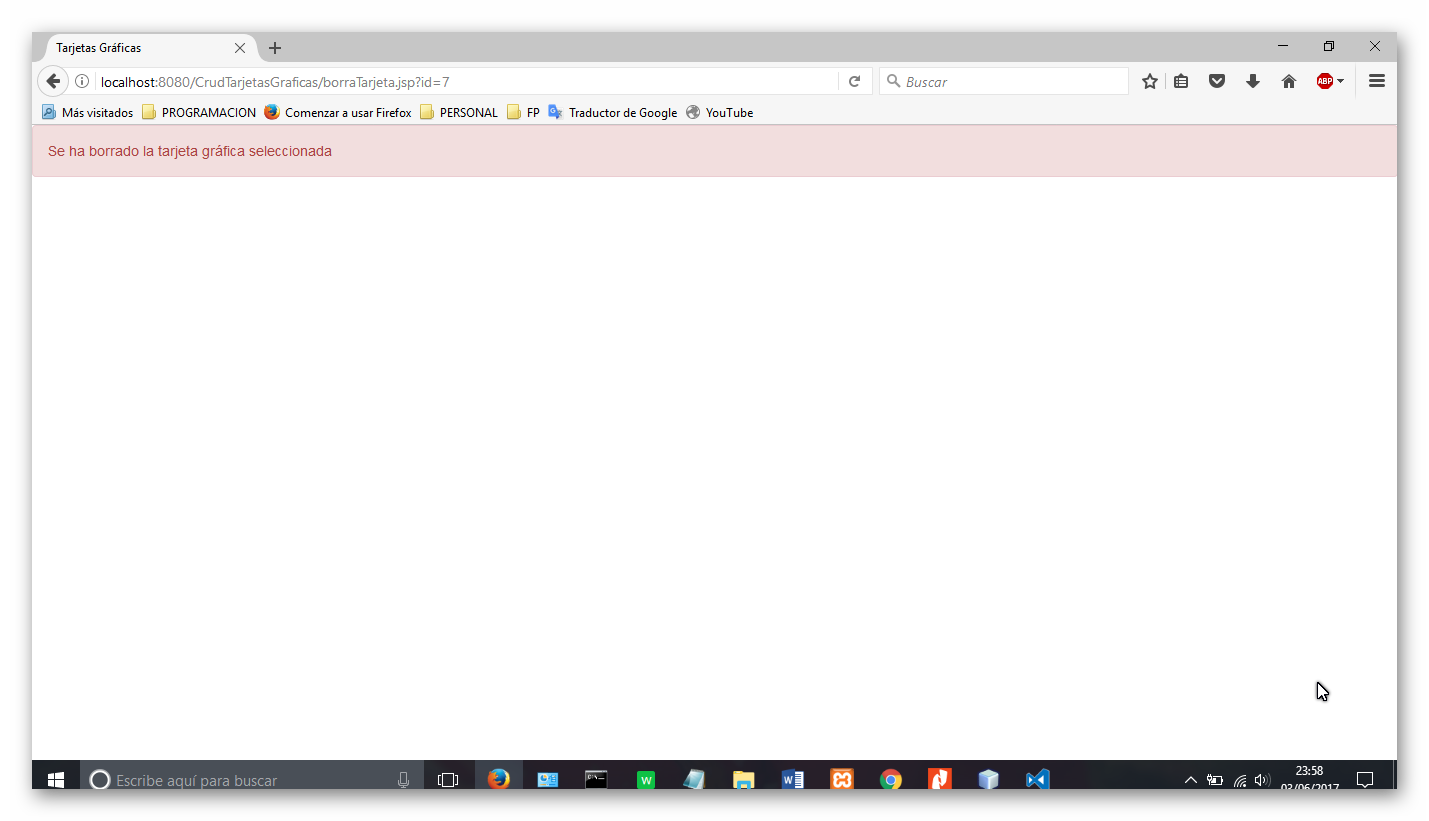 Tarjetas Gráficas
localhost:8080/CrudTarjetasGraficas/borraTarjeta.jsp?id=7
Buscar
ABP
Más visitados PROGRAMACION Comenzar a usar Firefox PERSONAL FP Traductor de Google YouTube
Se ha borrado la tarjeta gráfica seleccionada
Escribe aquí para buscar
23:58
03/06/2017